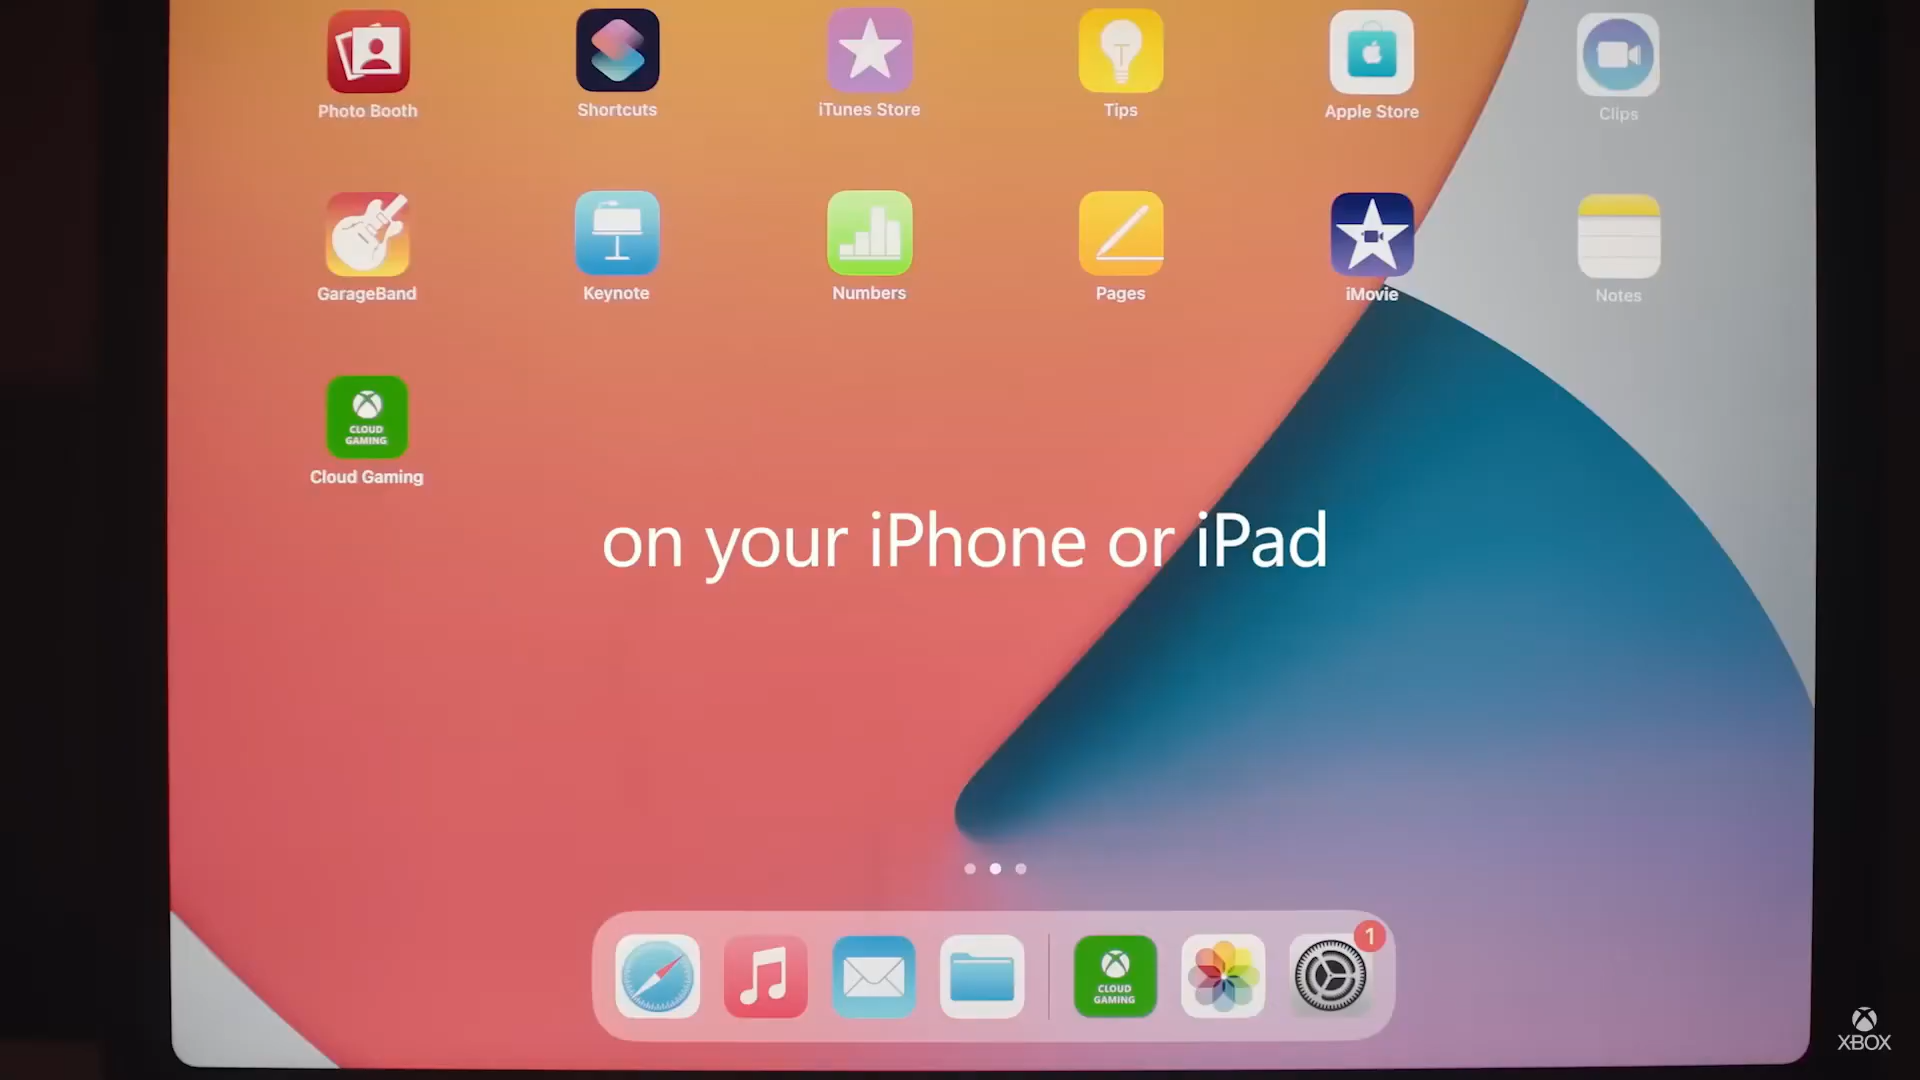 Photo Booth
Shortcuts
iTunes Store
Tips
Apple Store
Clips
GarageBand
Keynote
Numbers
Pages
iMovie
Notes
CLOUD
GAMING
Cloud Gaming
on your iPhone or iPad
CLOUD
GAMING
1
XBOX